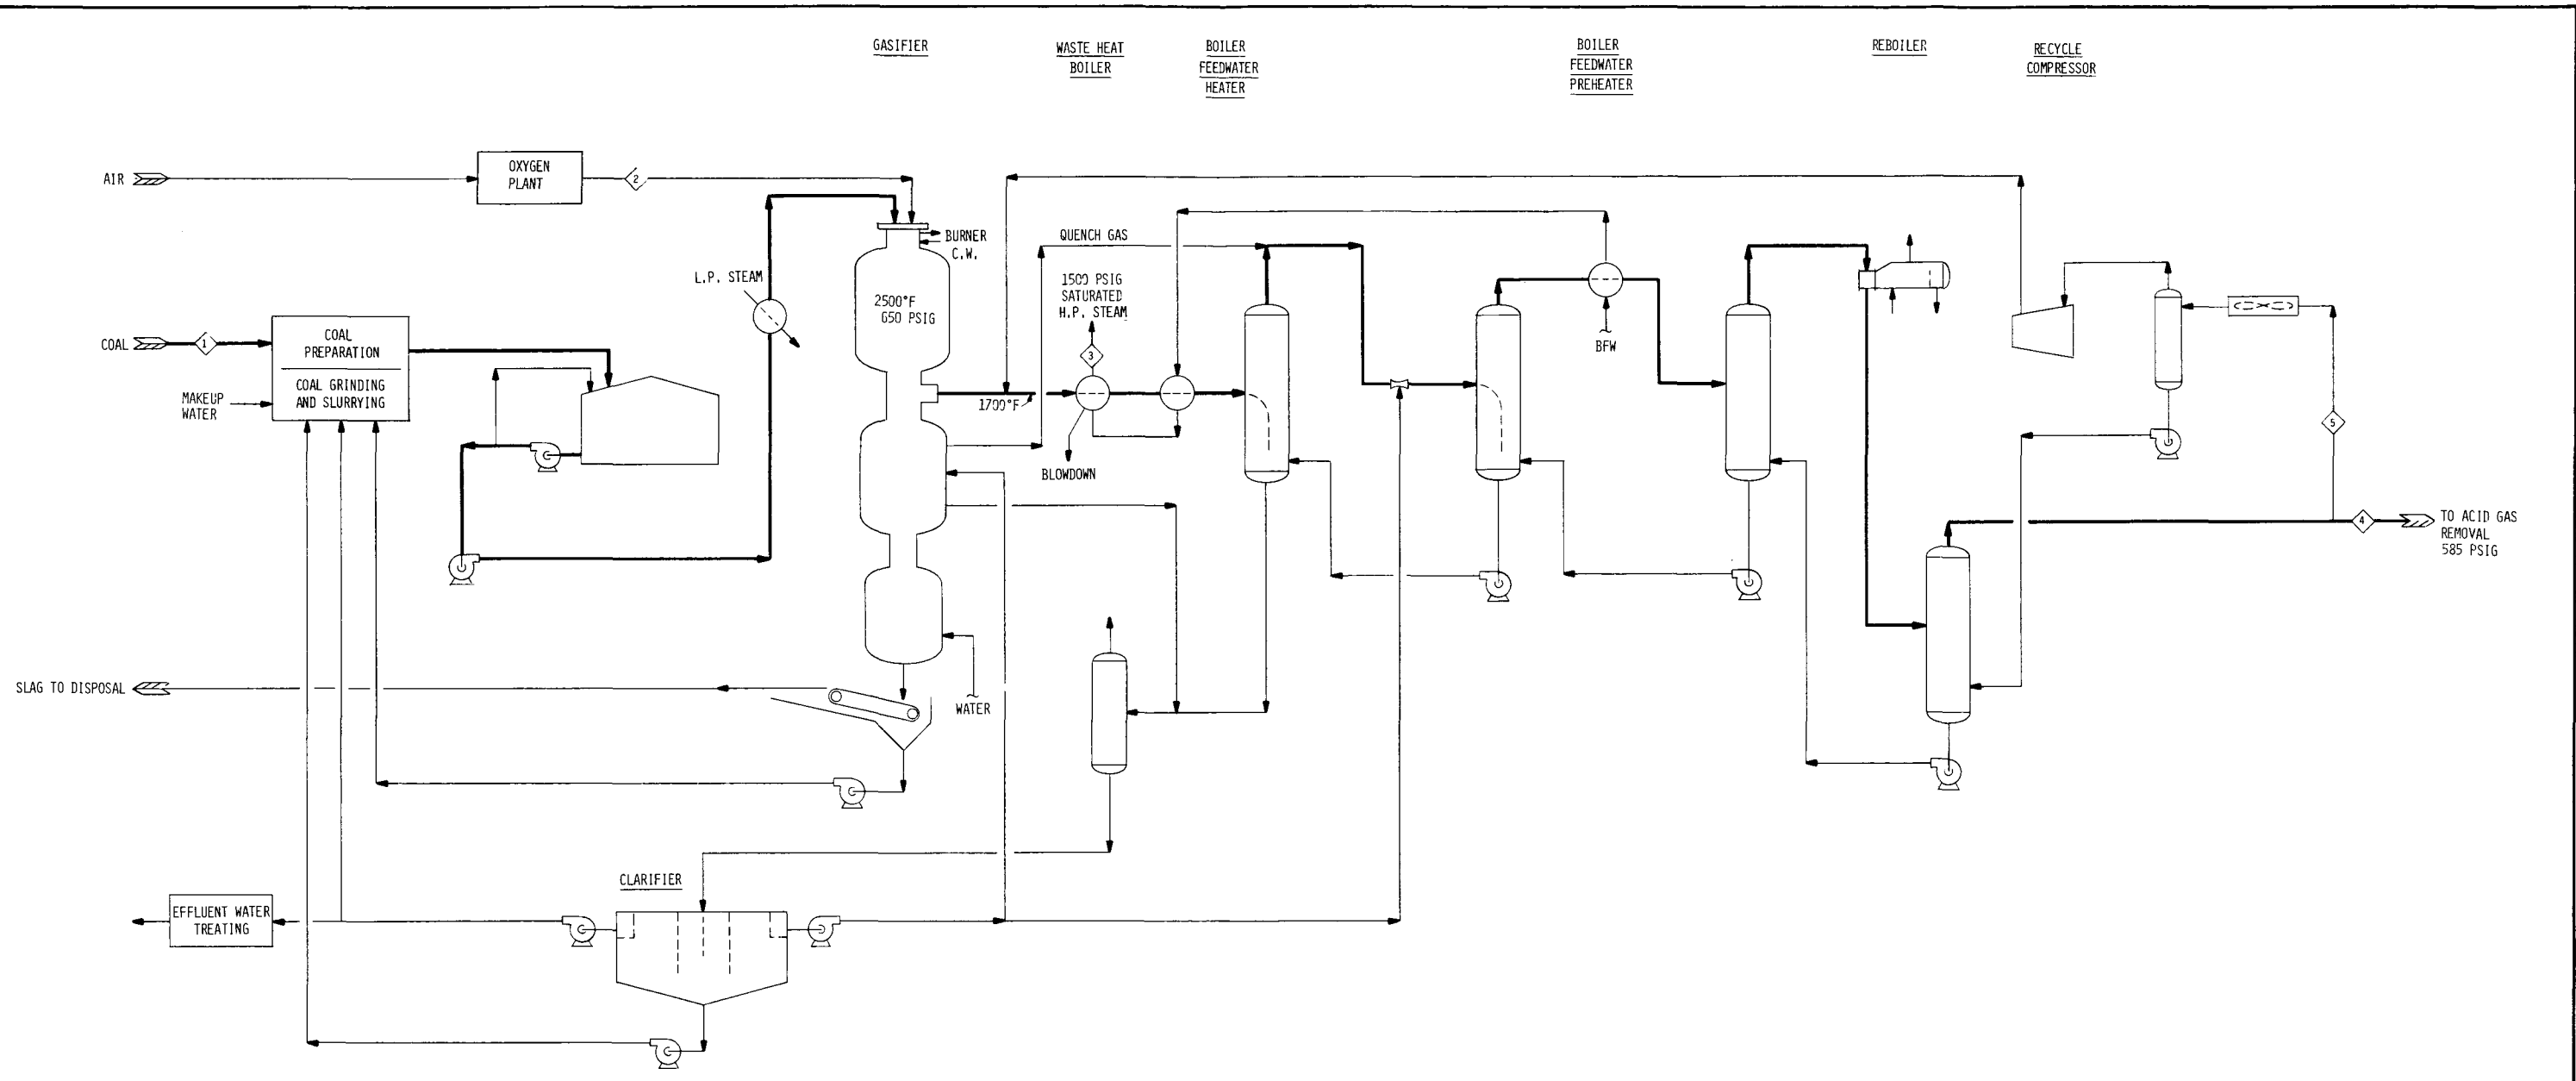 GASIFIER
WASTE HEAT
BOILER
BOILER
FEEDWATER
HEATER
BOILER
FEEDWATER
PREHEATER
REBOILER
RECYCLE
COMPRESSOR
AIR
OXYGEN
PLANT
2
BURNER
C.W.
QUENCH GAS
L.P. STEAM
1500 PSIG
SATURATED
H.P. STEAM
2500°F
650 PSIG
COAL
1
COAL
PREPARATION
COAL GRINDING
AND SLURRYING
MAKEUP
WATER
3
BFW
1700°F
5
BLOWDOWN
4
TO ACID GAS
REMOVAL
585 PSIG
SLAG TO DISPOSAL
WATER
CLARIFIER
EFFLUENT WATER
TREATING